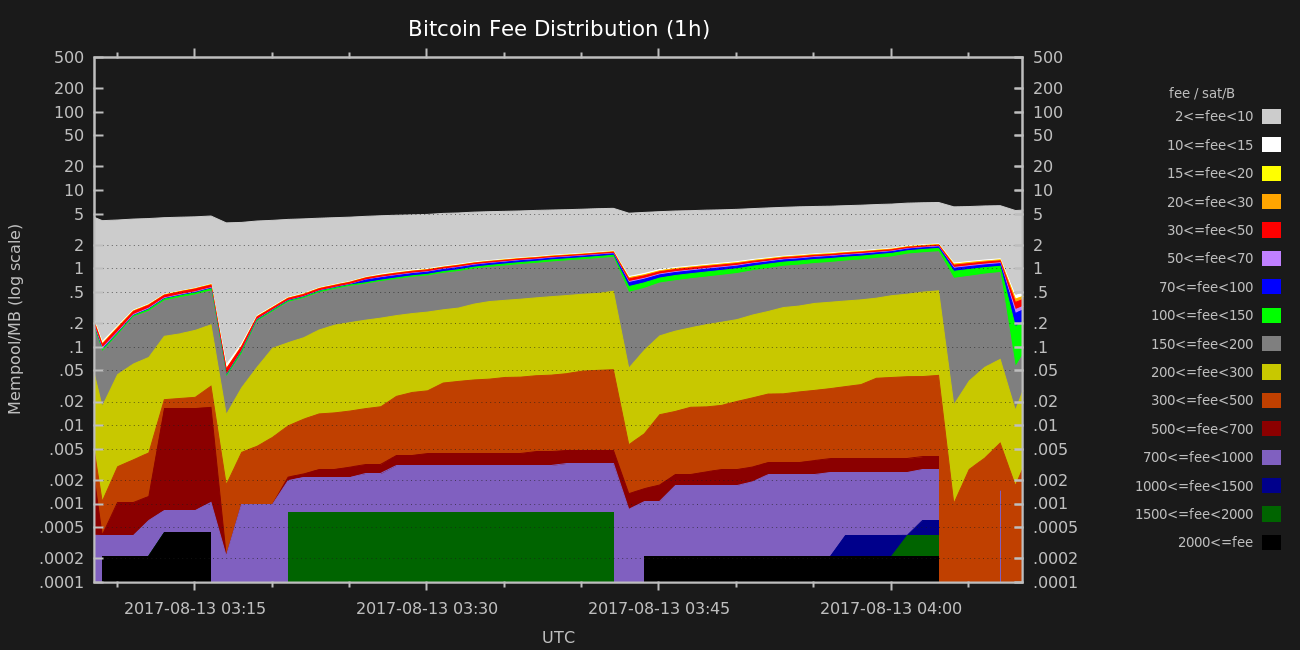 Bitcoin Fee Distribution (1h)
Mempool/MB (log scale)
500
200
100
50
20
10
5
2
1
.5
.2
.1
.05
.02
.01
.005
.002
.001
.0005
.0002
.0001
500
200
100
50
20
10
5
2
1
.5
.2
.1
.05
.02
.01
.005
.002
.001
.0005
.0002
.0001
2017-08-13 03:15 2017-08-13 03:30 2017-08-13 03:45 2017-08-13 04:00
UTC
fee / sat/B
2<=fee<10
10<=fee<15
15<=fee<20
20<=fee<30
30<=fee<50
50<=fee<70
70<=fee<100
100<=fee<150
150<=fee<200
200<=fee<300
300<=fee<500
500<=fee<700
700<=fee<1000
1000<=fee<1500
1500<=fee<2000
2000<=fee